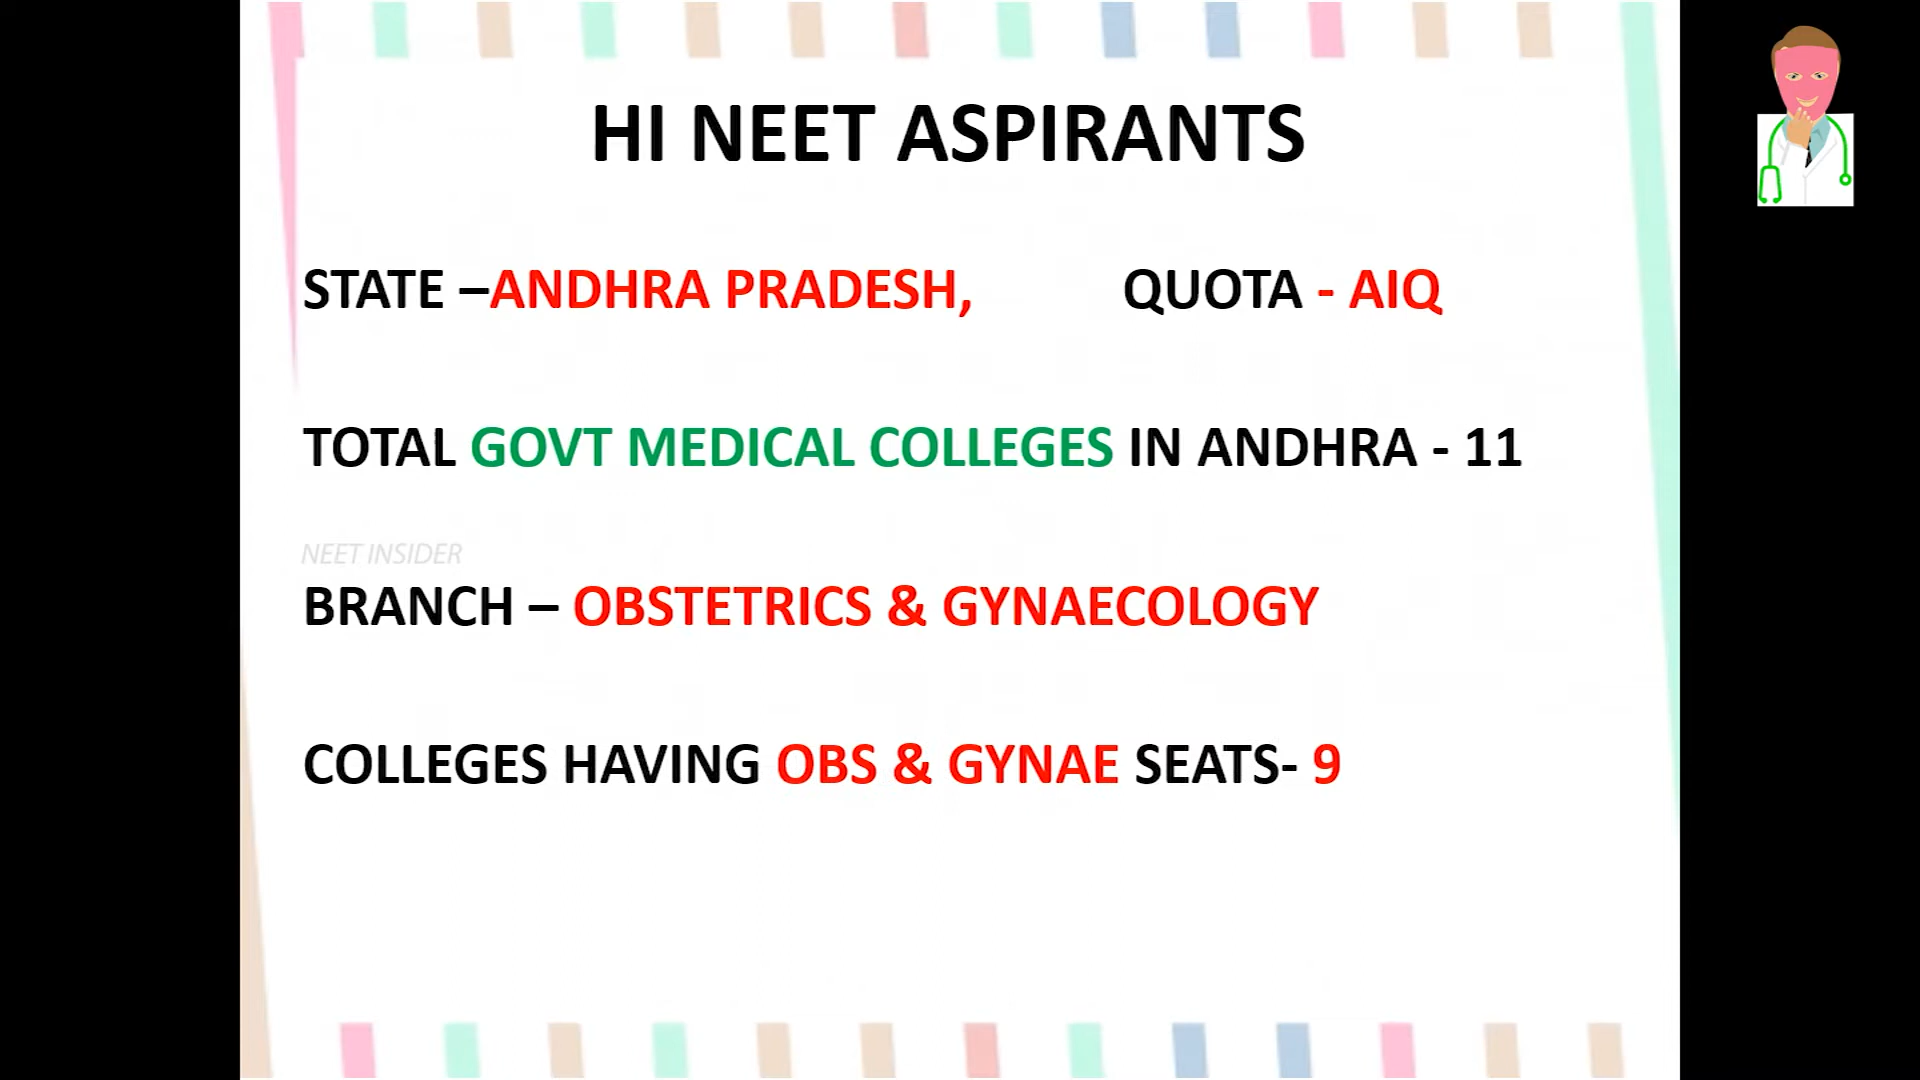 HI NEET ASPIRANTS
STATE –ANDHRA PRADESH, QUOTA - AIQ
TOTAL GOVT MEDICAL COLLEGES IN ANDHRA - 11
NEET INSIDER
BRANCH – OBSTETRICS & GYNAECOLOGY
COLLEGES HAVING OBS & GYNAE SEATS- 9